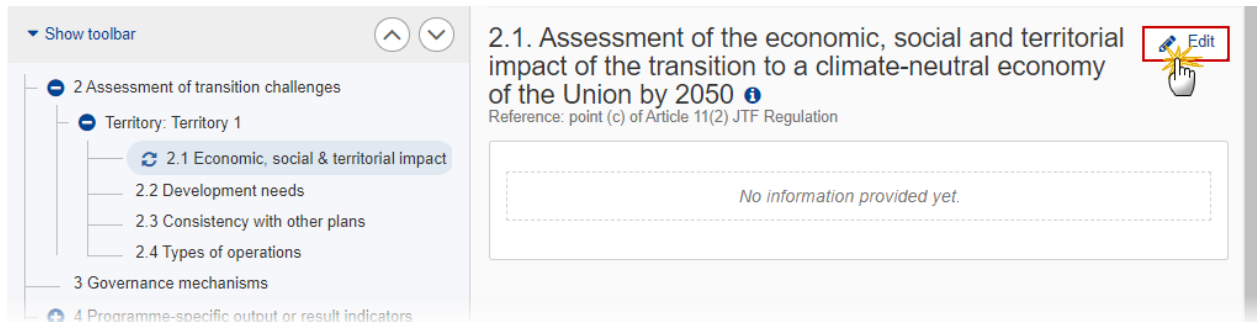 Show toolbar
2 Assessment of transition challenges
Territory: Territory 1
2.1 Economic, social & territorial impact
2.2 Development needs
2.3 Consistency with other plans
2.4 Types of operations
3 Governance mechanisms
4 Programme-specific output or result indicators
2.1. Assessment of the economic, social and territorial
impact of the transition to a climate-neutral economy
of the Union by 2050
Reference: point (c) of Article 11(2) JTF Regulation
Edit
No information provided yet.